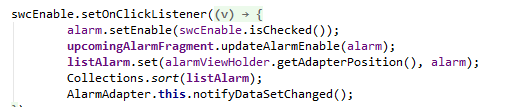 swcEnable.setOnClickListener((v) → {
alarm.setEnable(swcEnable.isChecked());
upcomingAlarmFragment.updateAlarmEnable(alarm);
listAlarm.set(alarmViewHolder.getAdapterPosition(), alarm);
Collections.sort(listAlarm);
AlarmAdapter.this.notifyDataSetChanged();